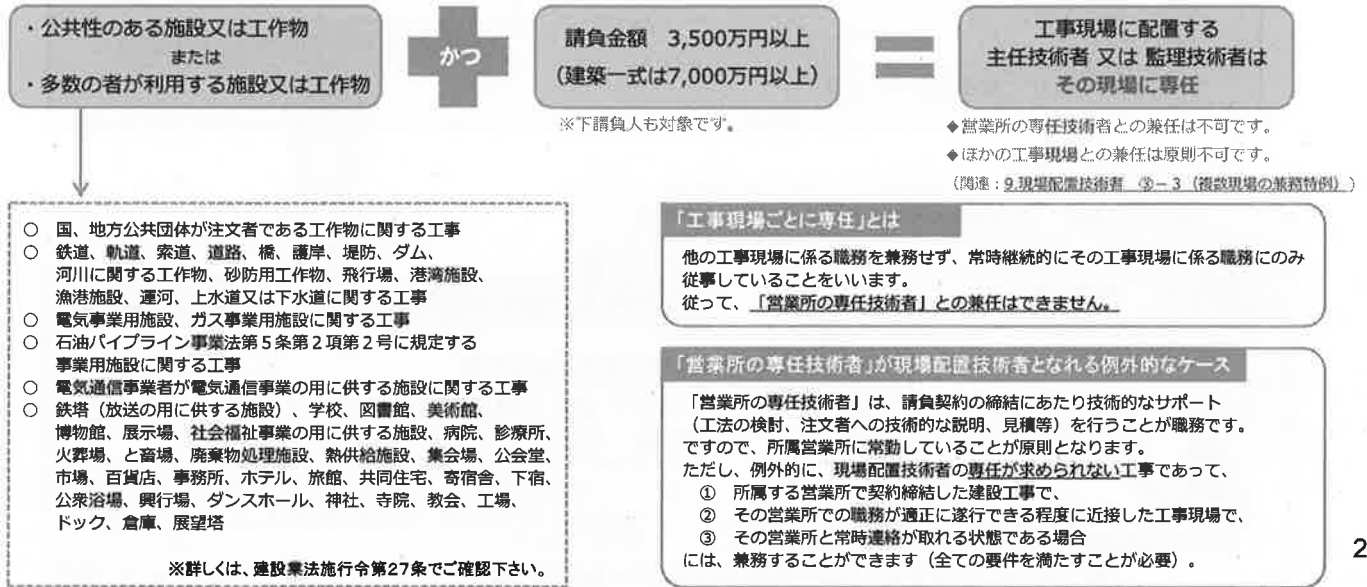 ・公共性のある施設又は工作物
または
・多数の者が利用する施設又は工作物
かつ
請負金額 3,500万円以上
(建築一式は7,000万円以上)
※下請負人も対象です。
工事現場に配置する
主任技術者 又は 監理技術者は
その現場に専任
◆営業所の専任技術者との兼任は不可です。
◆ほかの工事現場との兼任は原則不可です。
(関連：9.現場配置技術者 ③－3（複数現場の兼務特例）)
○ 国、地方公共団体が注文者である工作物に関する工事
○ 鉄道、軌道、索道、道路、橋、護岸、堤防、ダム、
河川に関する工作物、砂防用工作物、飛行場、港湾施設、
漁港施設、運河、上水道又は下水道に関する工事
○ 電気事業用施設、ガス事業用施設に関する工事
○ 石油パイプライン事業法第５条第２項第２号に規定する
事業用施設に関する工事
○ 電気通信事業者が電気通信事業の用に供する施設に関する工事
○ 鉄塔（放送の用に供する施設）、学校、図書館、美術館、
博物館、展示場、社会福祉事業の用に供する施設、病院、診療所、
火葬場、と畜場、廃棄物処理施設、熱供給施設、集会場、公会堂、
市場、百貨店、事務所、ホテル、旅館、共同住宅、寄宿舎、下宿、
公衆浴場、興行場、ダンスホール、神社、寺院、教会、工場、
ドック、倉庫、展望塔
※詳しくは、建設業法施行令第27条でご確認下さい。
「工事現場ごとに専任」とは
他の工事現場に係る職務を兼務せず、常時継続的にその工事現場に係る職務にのみ
従事していることをいいます。
従って、「営業所の専任技術者」との兼任はできません。
「営業所の専任技術者」が現場配置技術者となれる例外的なケース
「営業所の専任技術者」は、請負契約の締結にあたり技術的なサポート
（工法の検討、注文者への技術的な説明、見積等）を行うことが職務です。
ですので、所属営業所に常勤していることが原則となります。
ただし、例外的に、現場配置技術者の専任が求められない工事であって、
① 所属する営業所で契約締結した建設工事で、
② その営業所での職務が適正に遂行できる程度に近接した工事現場で、
③ その営業所と常時連絡が取れる状態である場合
には、兼務することができます（全ての要件を満たすことが必要）。
2